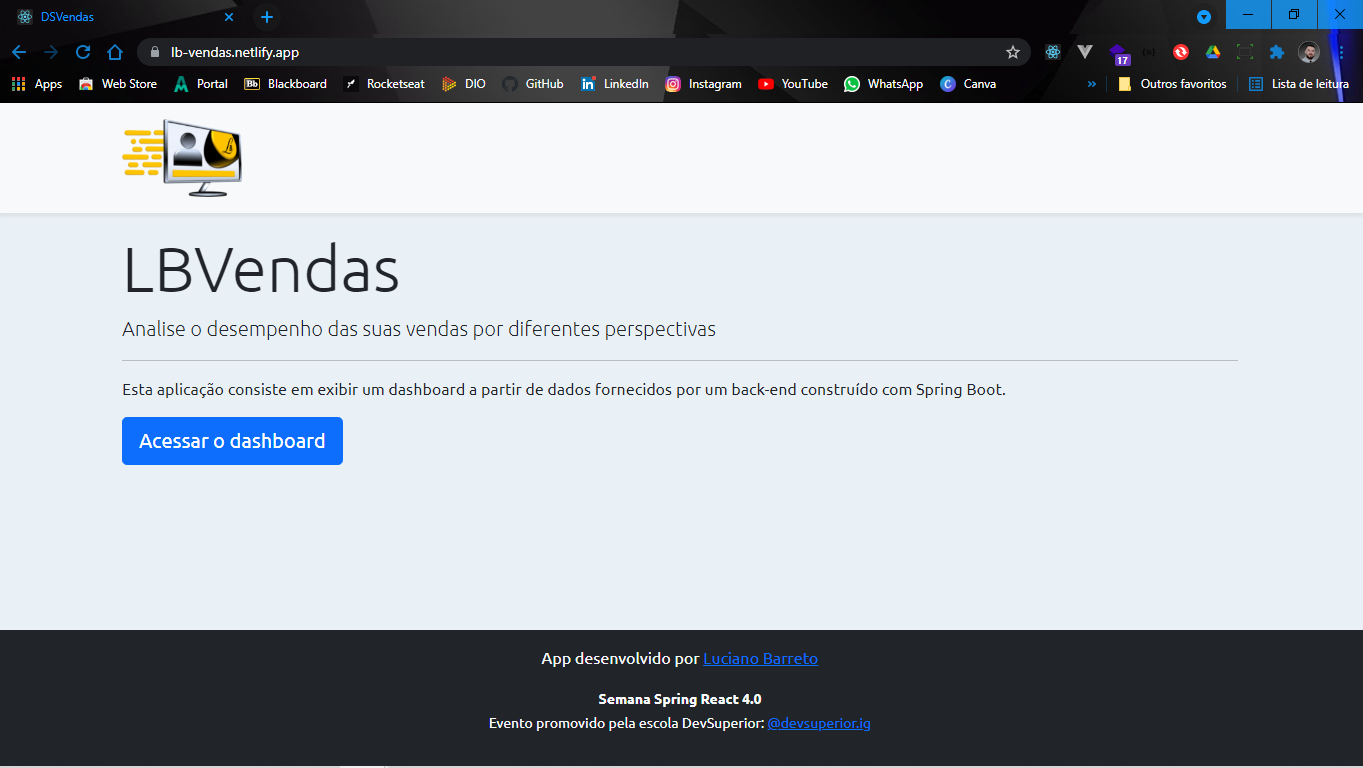 DSVendas
lb-vendas.netlify.app
17
Apps Web Store Portal Bb Blackboard Rocketseat DIO GitHub in LinkedIn Instagram YouTube WhatsApp C Canva » Outros favoritos Lista de leitura
LB
LBVendas
Analise o desempenho das suas vendas por diferentes perspectivas
Esta aplicação consiste em exibir um dashboard a partir de dados fornecidos por um back-end construído com Spring Boot.
Acessar o dashboard
App desenvolvido por Luciano Barreto
Semana Spring React 4.0
Evento promovido pela escola DevSuperior: @devsuperior.ig